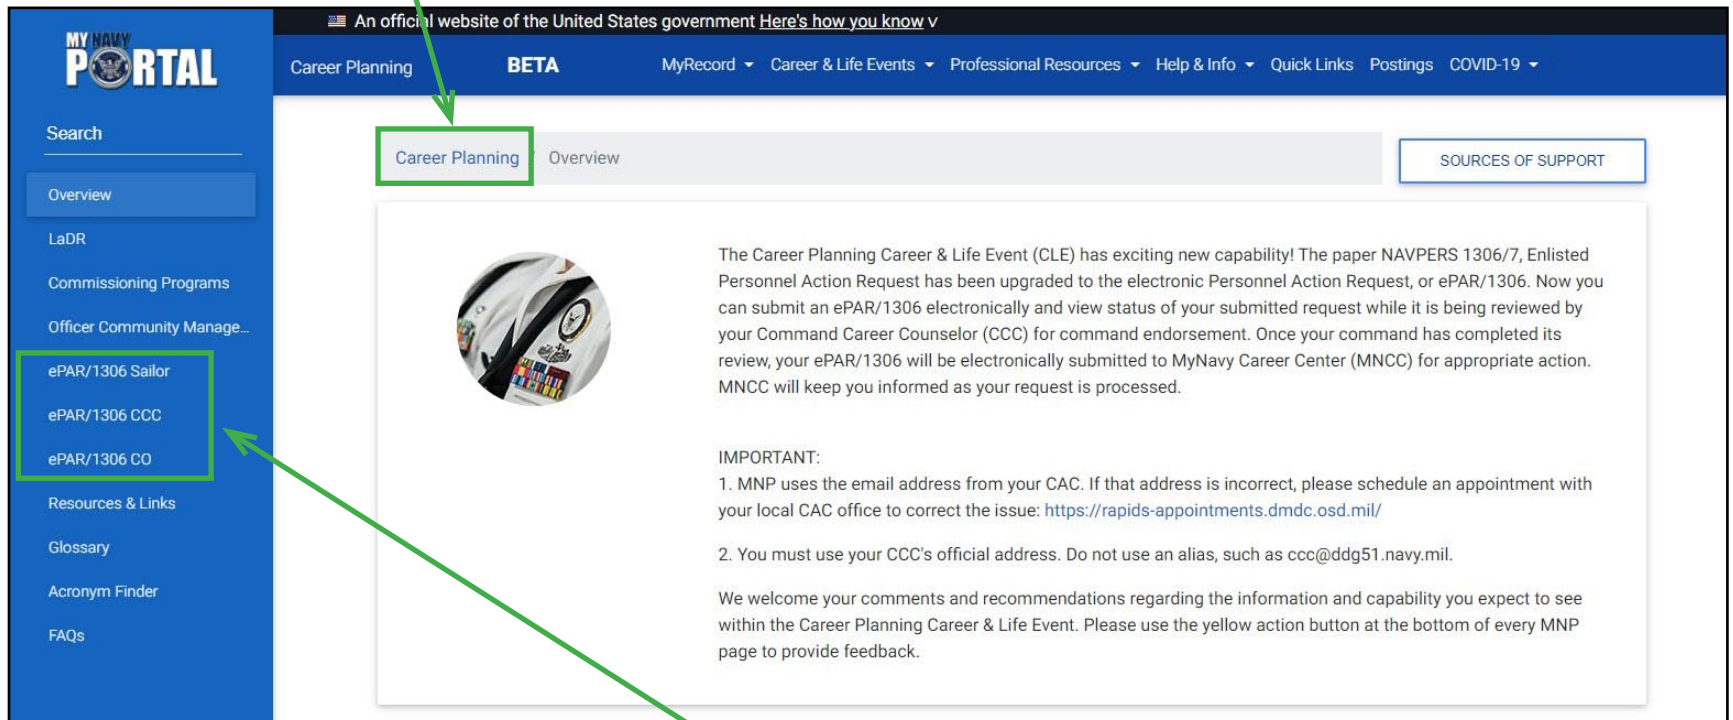 An official website of the United States government Here's how you know v
MY NAVY
PORTAL
Career Planning
BETA
MyRecord
Career & Life Events
Professional Resources
Help & Info
Quick Links
Postings
COVID-19
Search
Overview
LaDR
Commissioning Programs
Officer Community Manage...
ePAR/1306 Sailor
ePAR/1306 CCC
ePAR/1306 CO
Resources & Links
Glossary
Acronym Finder
FAQs
Career Planning / Overview
SOURCES OF SUPPORT
The Career Planning Career & Life Event (CLE) has exciting new capability! The paper NAVPERS 1306/7, Enlisted
Personnel Action Request has been upgraded to the electronic Personnel Action Request, or ePAR/1306. Now you
can submit an ePAR/1306 electronically and view status of your submitted request while it is being reviewed by
your Command Career Counselor (CCC) for command endorsement. Once your command has completed its
review, your ePAR/1306 will be electronically submitted to MyNavy Career Center (MNCC) for appropriate action.
MNCC will keep you informed as your request is processed.
IMPORTANT:
1. MNP uses the email address from your CAC. If that address is incorrect, please schedule an appointment with
your local CAC office to correct the issue: https://rapids-appointments.dmdc.osd.mil/
2. You must use your CCC's official address. Do not use an alias, such as ccc@ddg51.navy.mil.
We welcome your comments and recommendations regarding the information and capability you expect to see
within the Career Planning Career & Life Event. Please use the yellow action button at the bottom of every MNP
page to provide feedback.